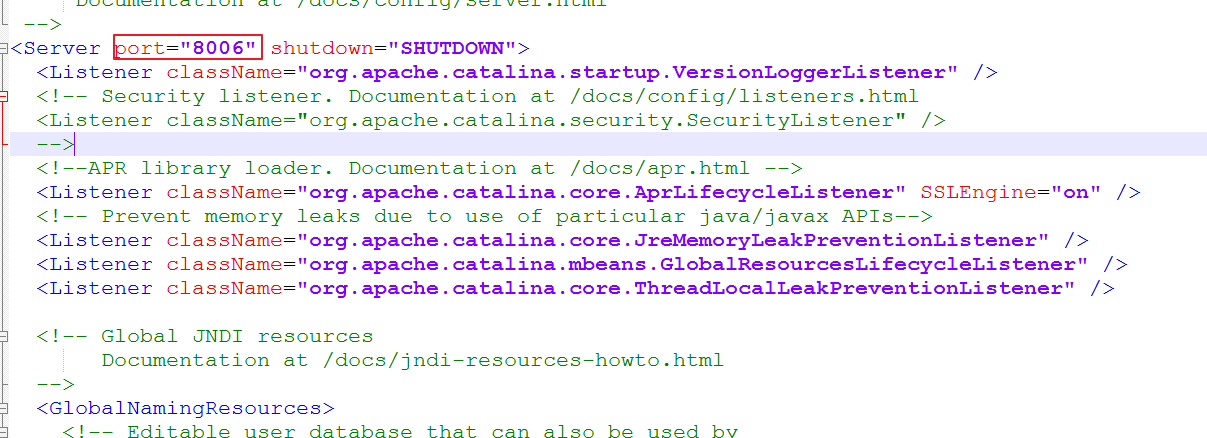 Documentation at /docs/config/server.html
-->
<Server port="8006" shutdown="SHUTDOWN">
<Listener className="org.apache.catalina.startup.VersionLoggerListener" />
<!-- Security listener. Documentation at /docs/config/listeners.html
<Listener className="org.apache.catalina.security.SecurityListener" />
-->
<!--APR library loader. Documentation at /docs/apr.html -->
<Listener className="org.apache.catalina.core.AprLifecycleListener" SSLEngine="on" />
<!-- Prevent memory leaks due to use of particular java/javax APIs-->
<Listener className="org.apache.catalina.core.JreMemoryLeakPreventionListener" />
<Listener className="org.apache.catalina.mbeans.GlobalResourcesLifecycleListener" />
<Listener className="org.apache.catalina.core.ThreadLocalLeakPreventionListener" />
<!-- Global JNDI resources
Documentation at /docs/jndi-resources-howto.html
-->
<GlobalNamingResources>
<!-- Editable user database that can also be used by